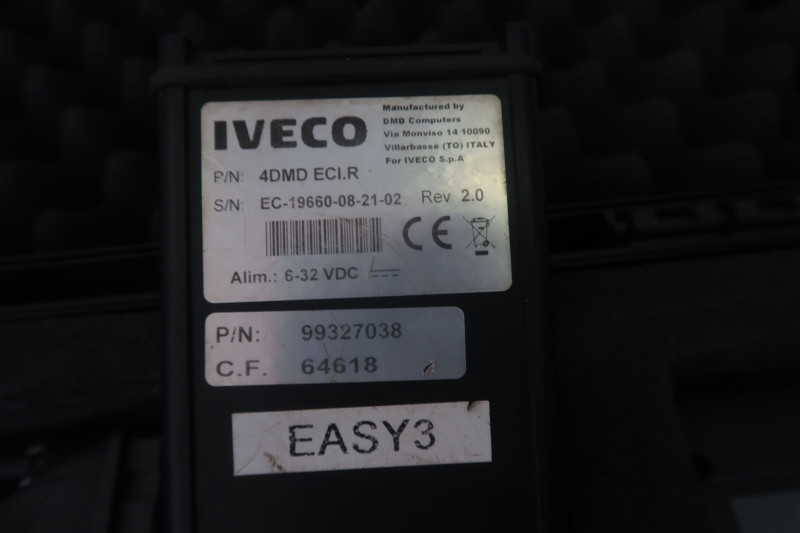 IVECO
Manufactured by
DMD Computers
Via Monviso 14 10090
Villarbasse (TO) ITALY
For IVECO S.p.A
P/N: 4DMD ECI.R
S/N: EC-19660-08-21-02 Rev 2.0
CE
Alim.: 6-32 VDC
P/N: 99327038
C.F. 64618
EASY3